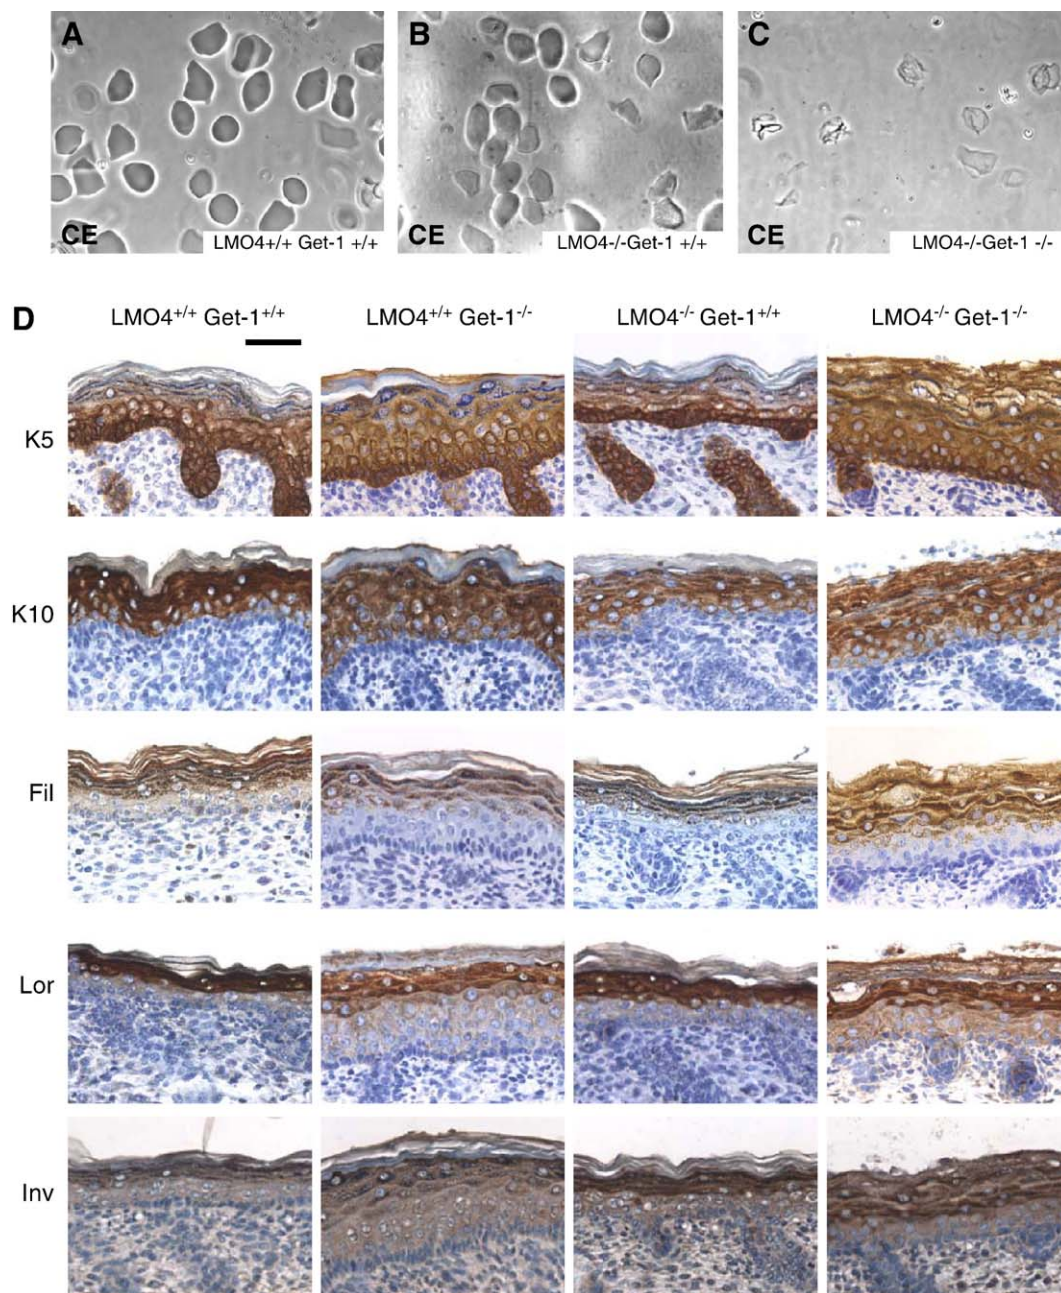 A
B
C
CE
LMO4+/+ Get-1 +/+
CE
LMO4-/-Get-1 +/+
CE
LMO4-/-Get-1 -/-
D
LMO4+/+ Get-1+/+
LMO4+/+ Get-1-/-
LMO4-/- Get-1+/+
LMO4-/- Get-1-/-
K5
K10
Fil
Lor
Inv